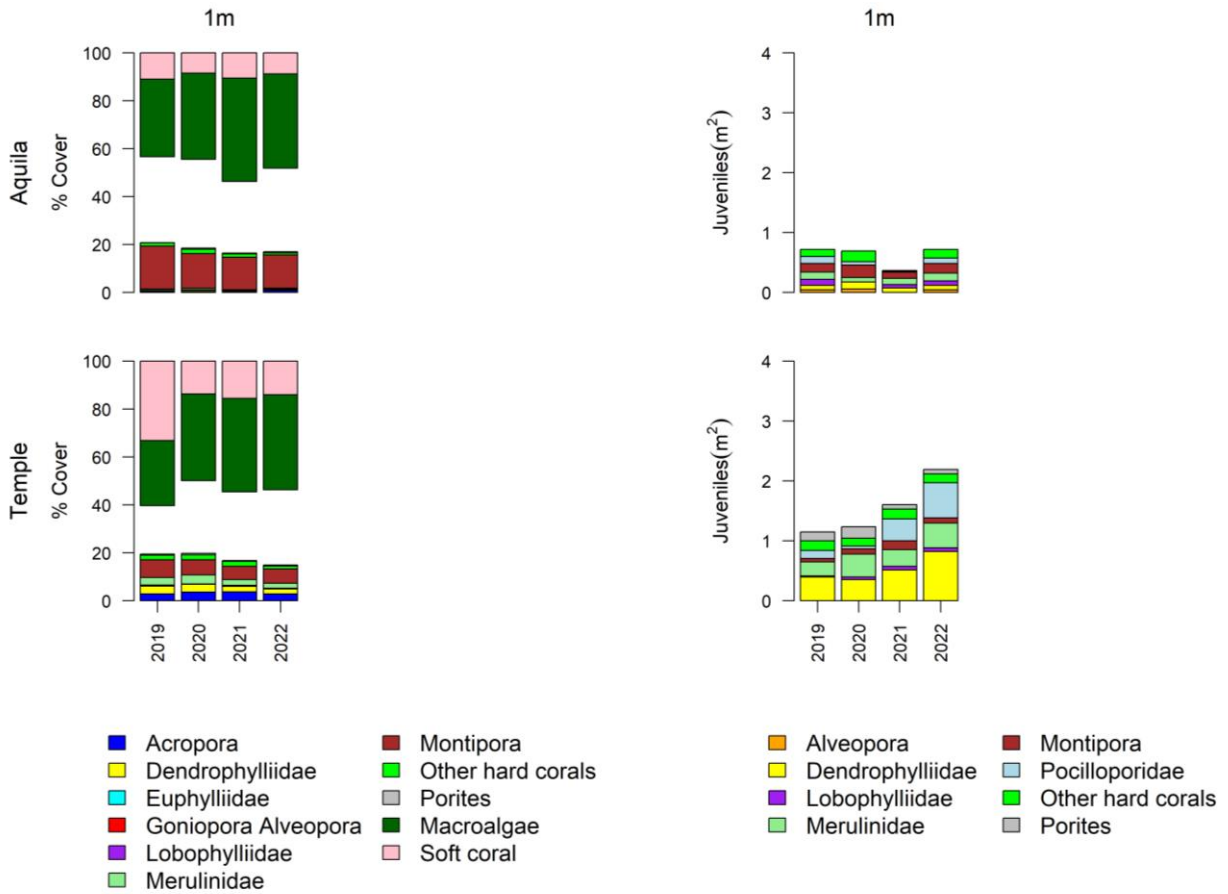 1m
1m
Aquila
% Cover
100
80
60
40
20
0
Juveniles(m²)
4
3
2
1
0
Temple
% Cover
100
80
60
40
20
0
2019
2020
2021
2022
Juveniles(m²)
4
3
2
1
0
2019
2020
2021
2022
Acropora
Dendrophylliidae
Euphylliidae
Goniopora Alveopora
Lobophylliidae
Merulinidae
Montipora
Other hard corals
Porites
Macroalgae
Soft coral
Alveopora
Dendrophylliidae
Lobophylliidae
Merulinidae
Montipora
Pocilloporidae
Other hard corals
Porites